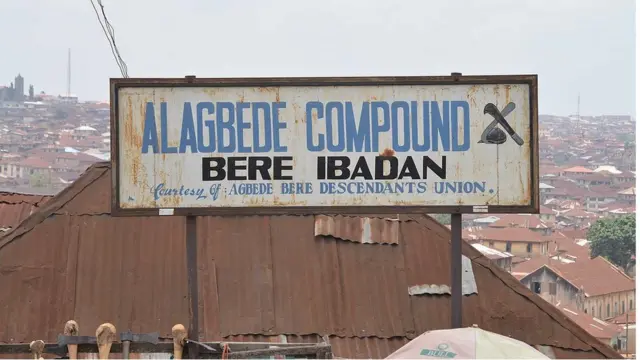 ALAGBEDE COMPOUND
BERE IBADAN
Courtesy Of: AGBEDE BERE DESCENDANTS UNION.